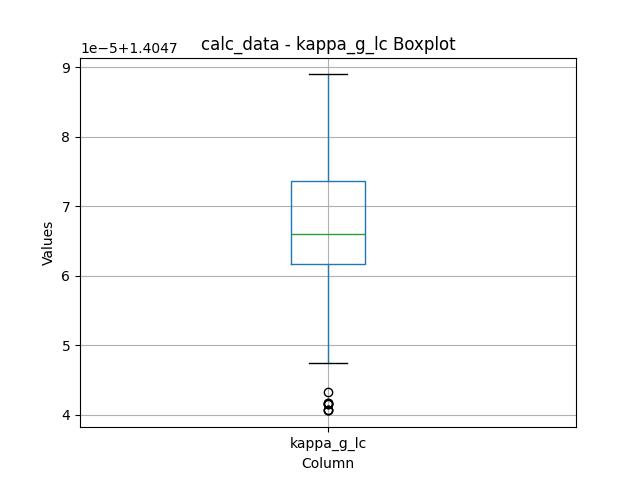 1e−5+1.4047
calc_data - kappa_g_lc Boxplot
9
8
7
6
5
4
Values
kappa_g_lc
Column